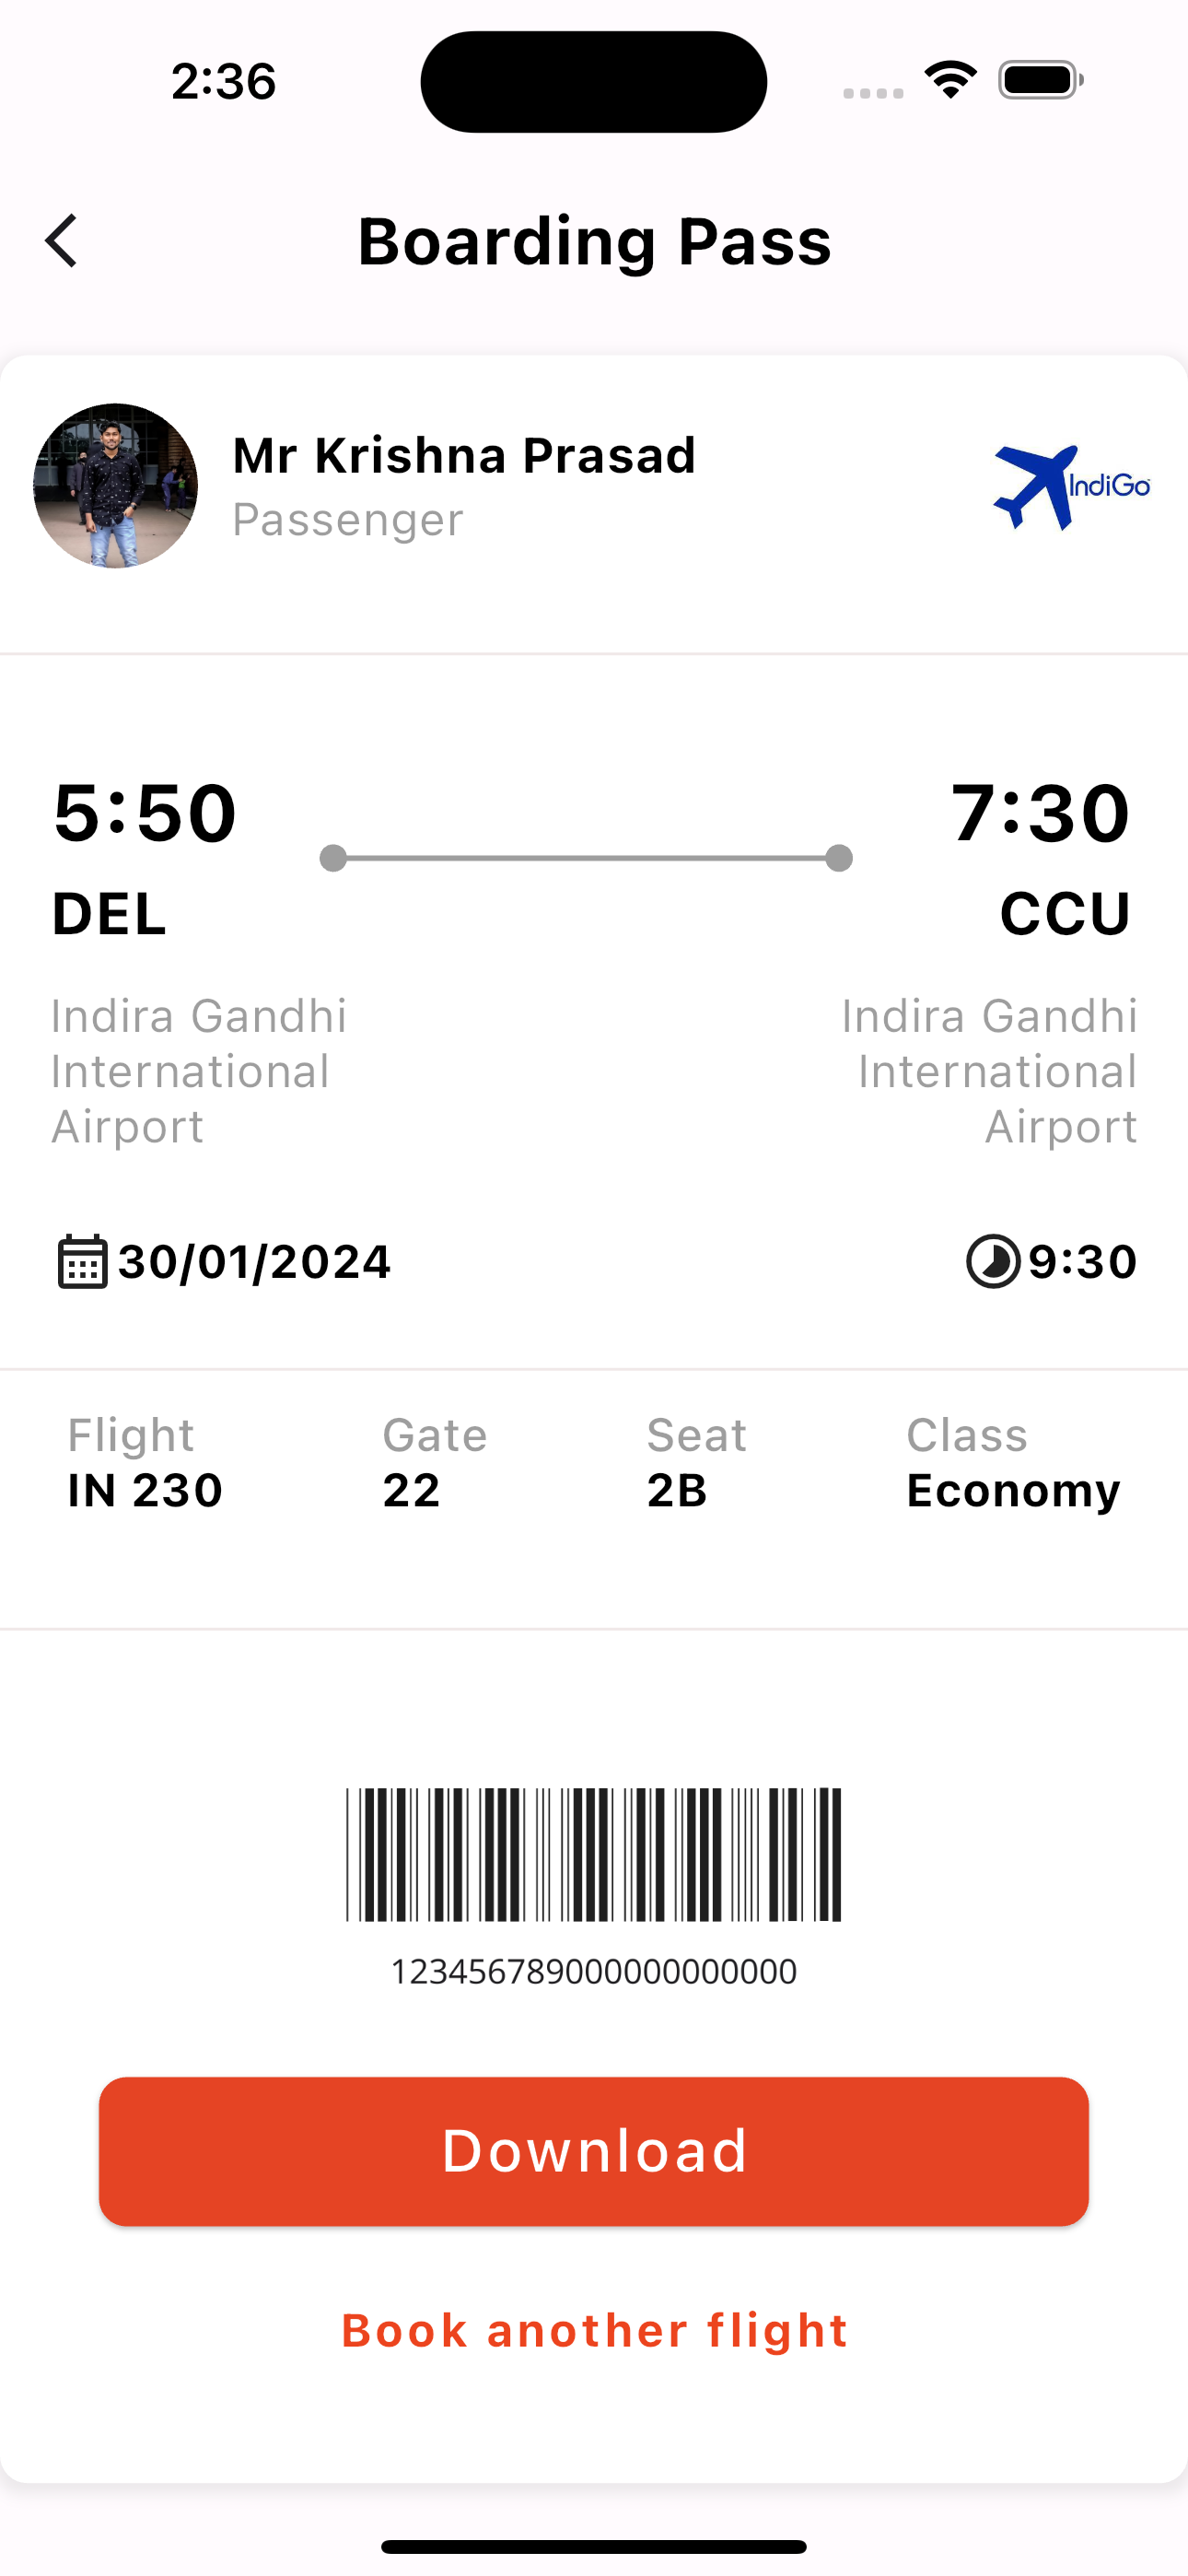 2:36
Boarding Pass
Mr Krishna Prasad
Passenger
IndiGo
5:50
7:30
DEL
CCU
Indira Gandhi
International
Airport
Indira Gandhi
International
Airport
30/01/2024
9:30
Flight
Gate
Seat
Class
IN 230
22
2B
Economy
123456789000000000000
Download
Book another flight